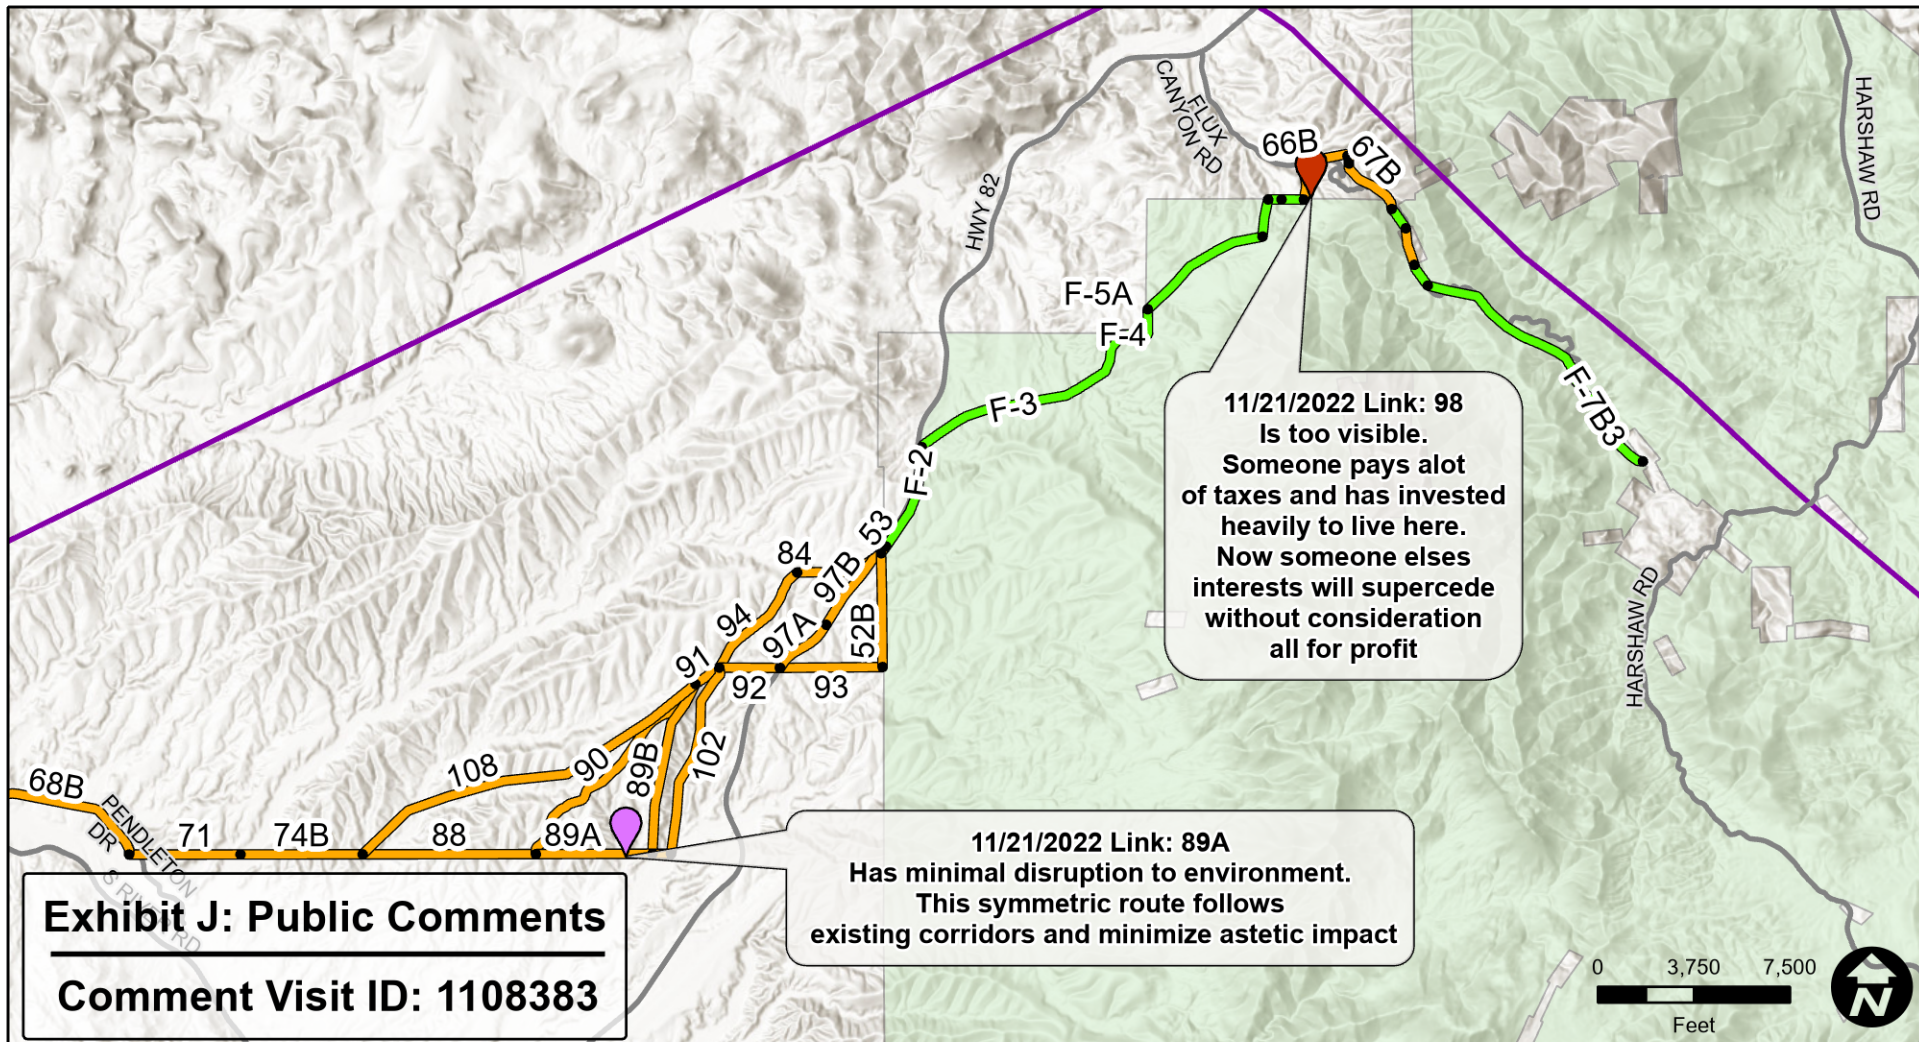 CANYON RD
FLUX
HWY 82
HARSHAW RD
66B
67B
F-5A
F-4
F-3
F-2
F-7B3
11/21/2022 Link: 98
Is too visible.
Someone pays alot
of taxes and has invested
heavily to live here.
Now someone elses
interests will supercede
without consideration
all for profit
53
84
97B
94
97A
52B
91
92
93
HARSHAW RD
108
90
89B
102
68B
PENDLETON
DR
71
74B
88
89A
S RIVER RD
11/21/2022 Link: 89A
Has minimal disruption to environment.
This symmetric route follows
existing corridors and minimize astetic impact
Exhibit J: Public Comments
Comment Visit ID: 1108383
0 3,750 7,500
Feet
N